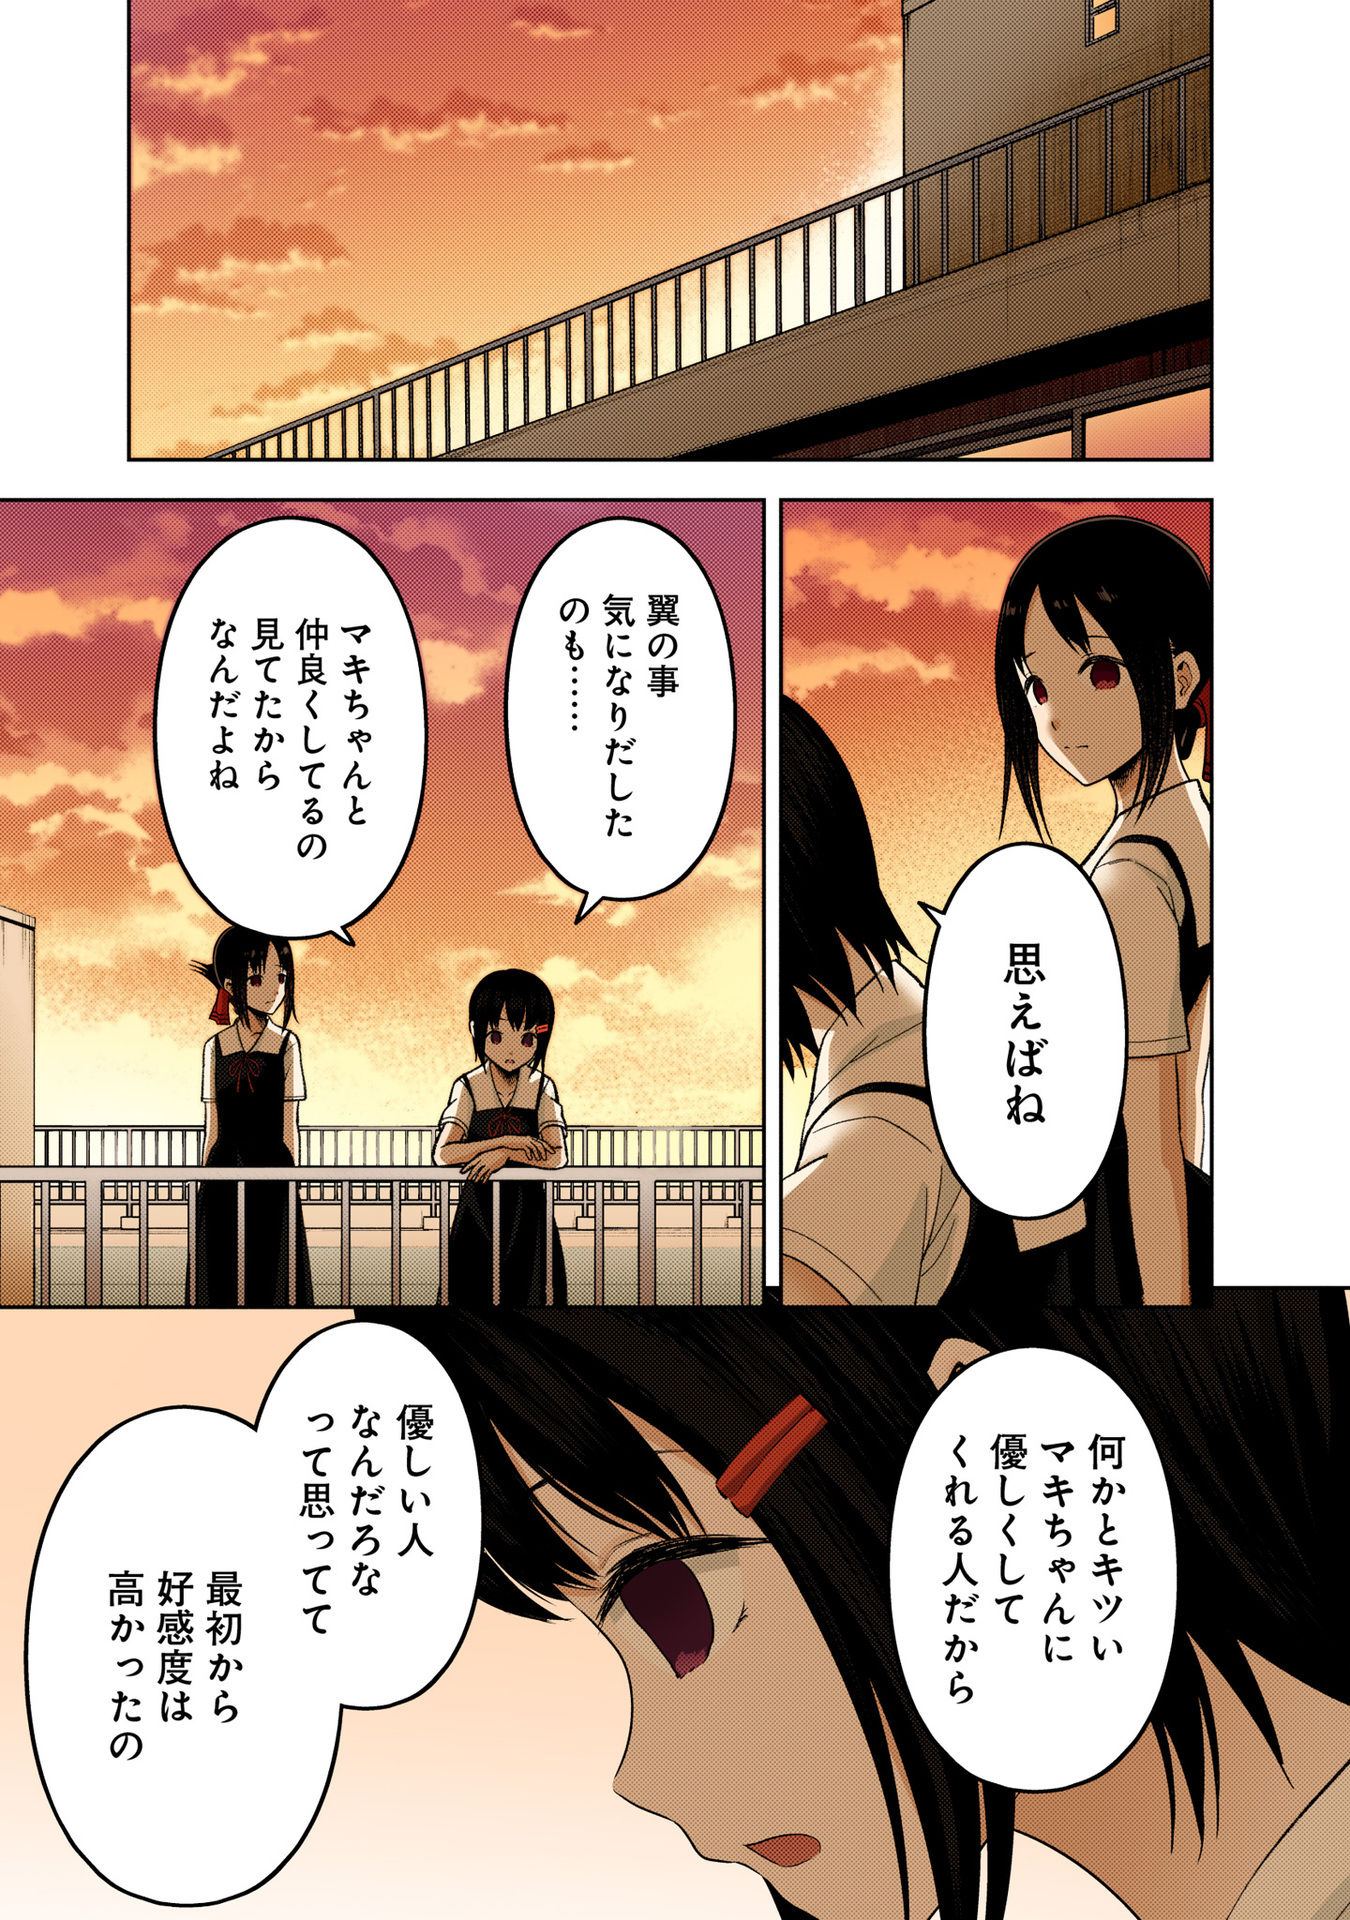 思えばね
翼の事
気になりだした
のも……
マキちゃんと
仲良くしてるの
見てたから
なんだよね
何かとキツい
マキちゃんに
優しくして
くれる人だから
優しい人
なんだろな
って思ってて
最初から
好感度は
高かったの